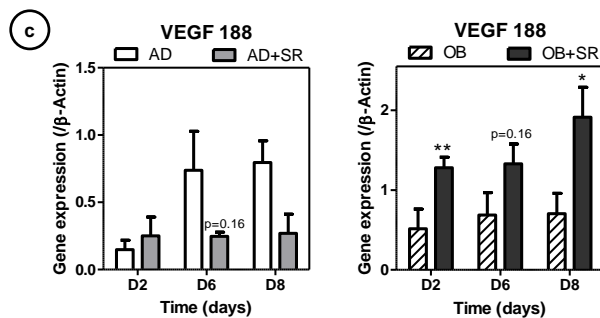 c
VEGF 188
AD AD+SR
Gene expression (/β-Actin)
1.5
1.0
0.5
0.0
p=0.16
D2 D6 D8
Time (days)
VEGF 188
OB OB+SR
Gene expression (/β-Actin)
2
1
0
**
p=0.16
*
D2 D6 D8
Time (days)